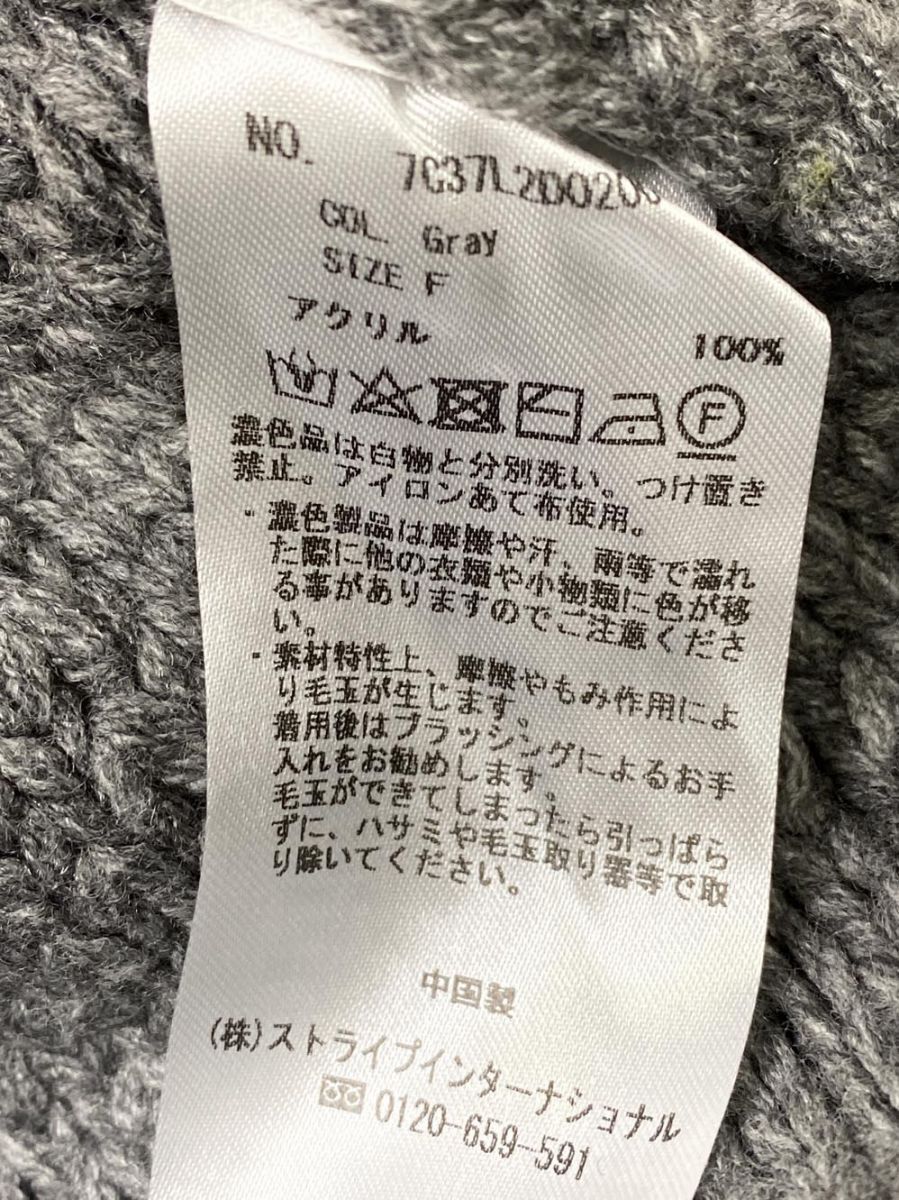 NO. 7C37L2D020
COL. Gray
SIZE F
アクリル 100%
F
濃色品は白物と分別洗い。つけ置き
禁止。アイロンあて布使用。
・濃色製品は摩擦や汗、雨等で濡れ
た際に他の衣類や小物類に色が移
る事がありますのでご注意くださ
い。
・素材特性上、摩擦やもみ作用によ
り毛玉が生じます。
着用後はブラッシングによるお手
入れをお勧めします。
毛玉ができてしまったら引っぱら
ずに、ハサミや毛玉取り器等で取
り除いてください。
中国製
(株)ストライプインターナショナル
0120-659-591